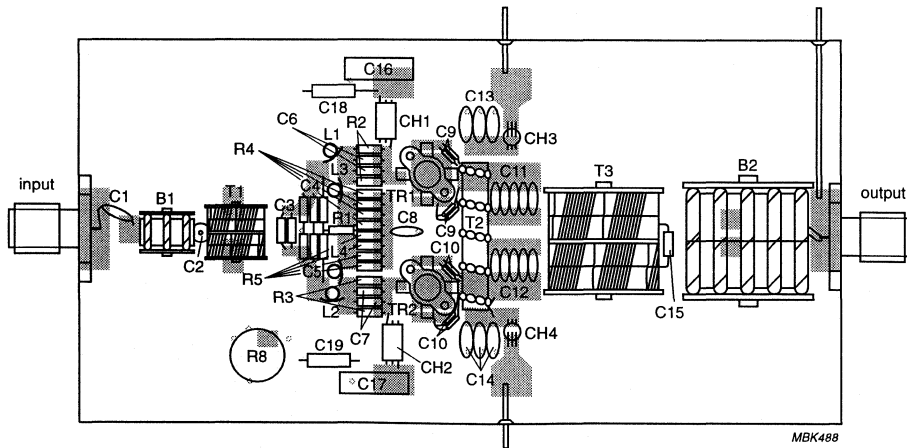 C16
C18
C13
C6
L1
R2
CH1
C9
CH3
R4
L3
input
C1
B1
T1
C3
C4
TR1
C11
T3
B2
output
R1
C8
T2
C9
C2
L4
C10
R5
C5
C12
R3
C15
L2
TR2
C7
C10
CH4
R8
C19
CH2
C14
C17
MBK488